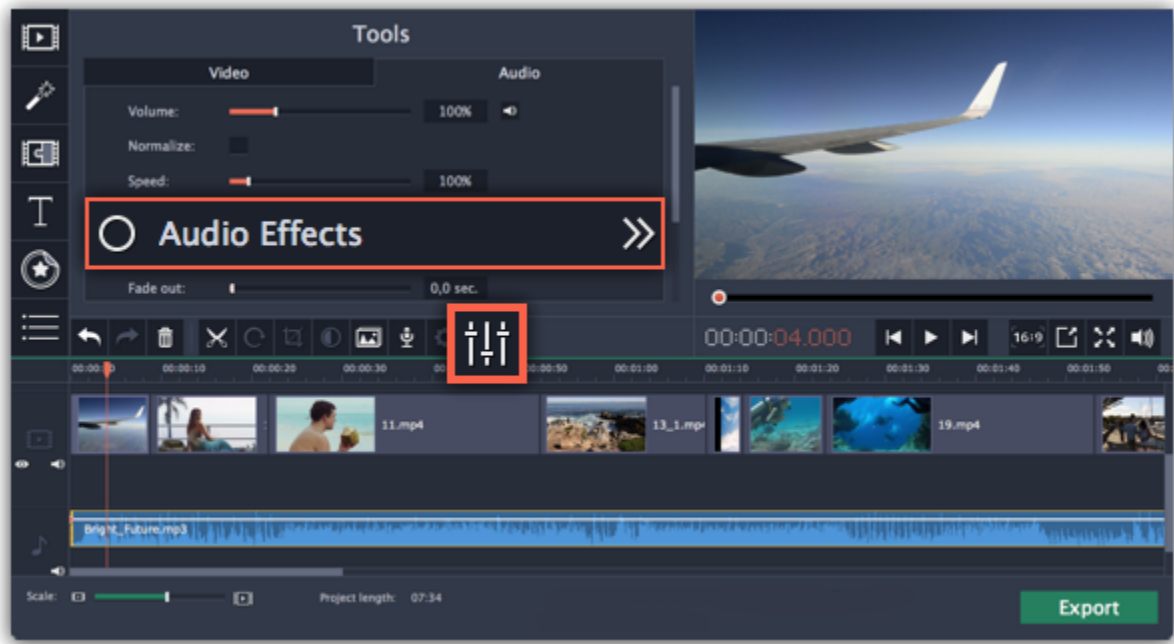 Tools
Video Audio
Volume: 100%
Normalize:
Speed: 100%
Audio Effects
Fade out: 0,0 sec.
T
00:00:04.000 16:9
00:00:10 00:00:20 00:00:30 00:00:50 00:01:00 00:01:10 00:01:20 00:01:30 00:01:40 00:01:50
11.mp4 13_1.mp4 19.mp4
Bright_Future.mp3
Scale: Project length: 07:34
Export